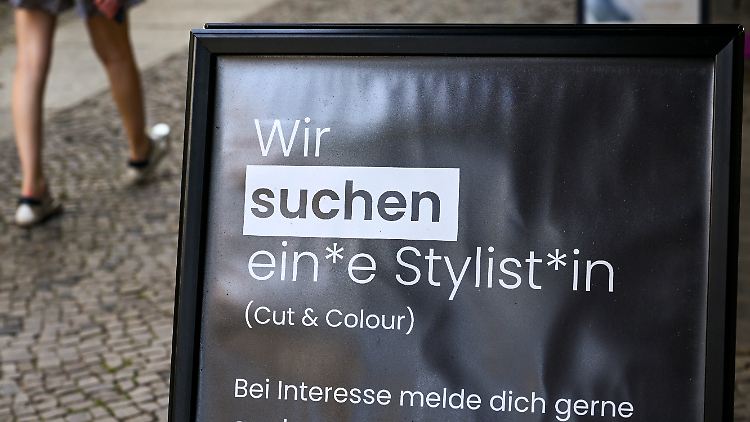 Wir
suchen
ein*e Stylist*in
(Cut & Colour)
Bei Interesse melde dich gerne